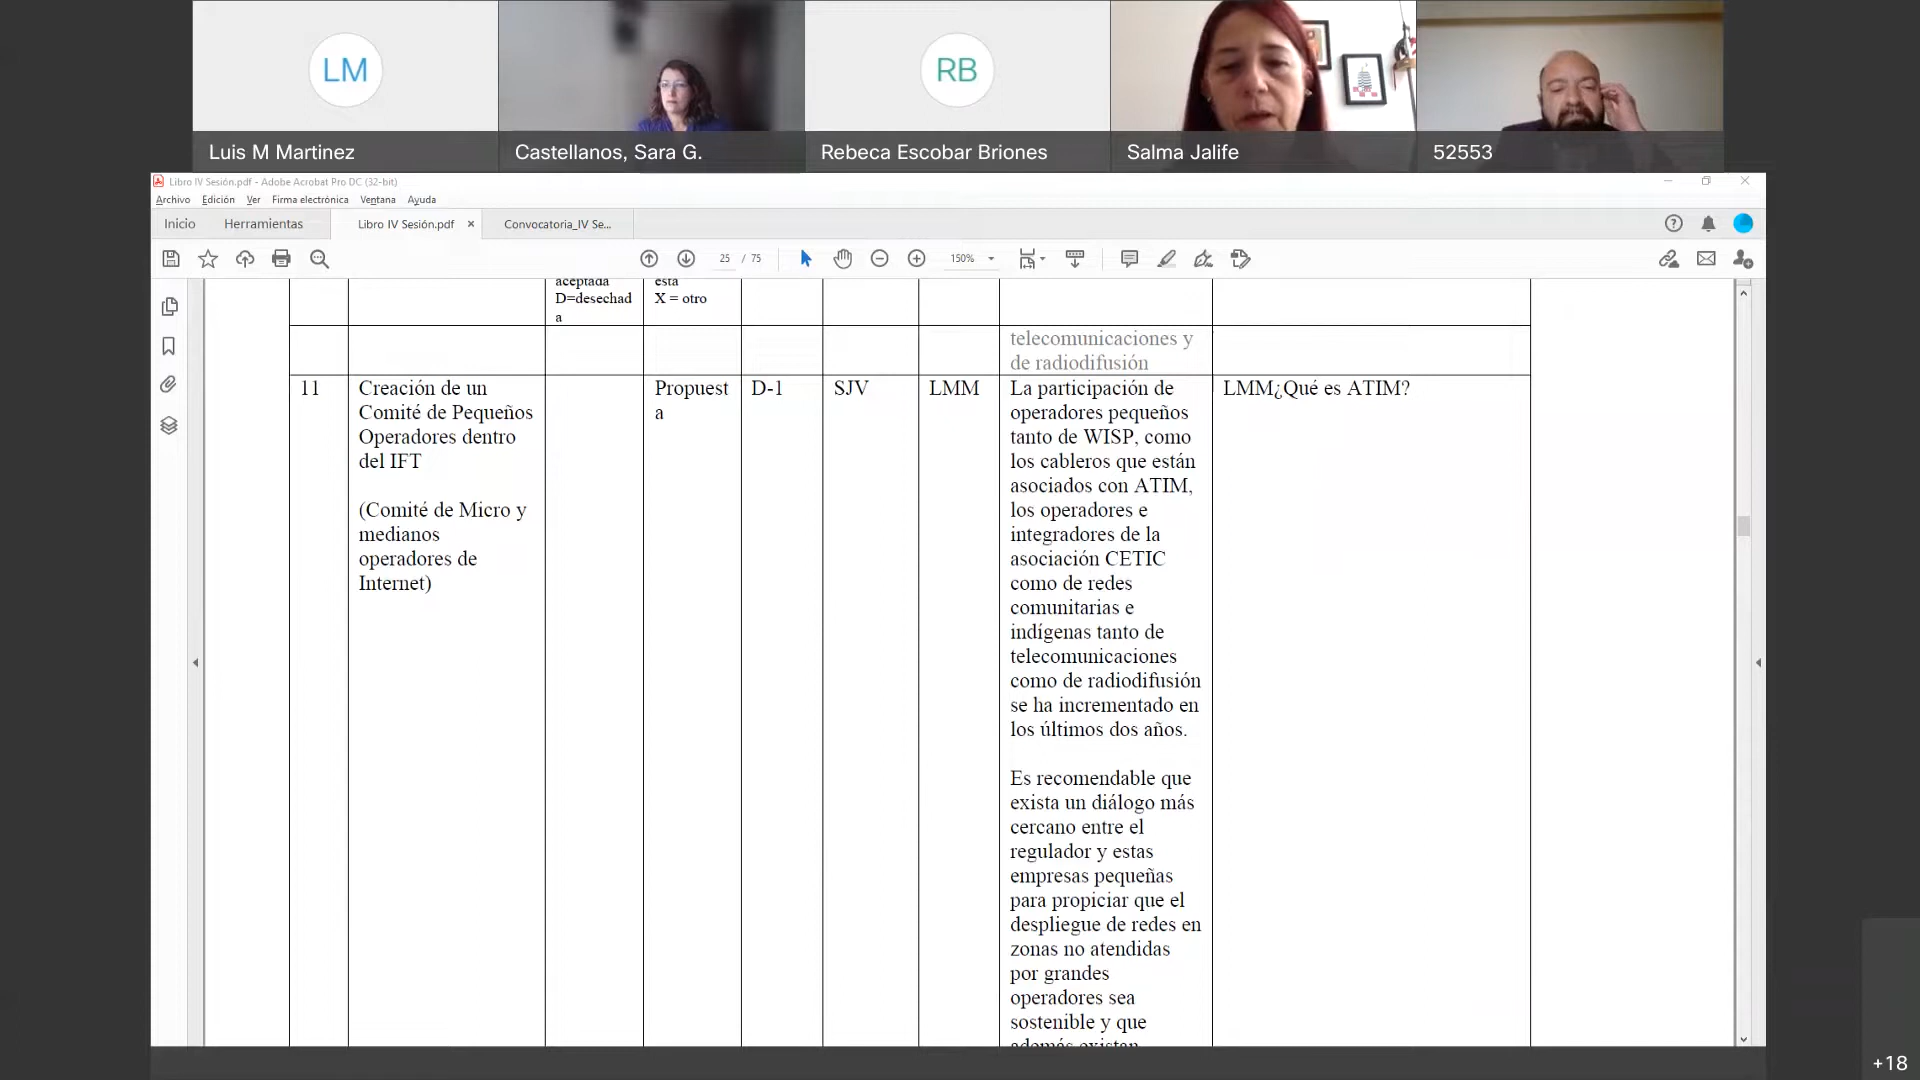 LM
RB
Luis M Martinez
Castellanos, Sara G.
Rebeca Escobar Briones
Salma Jalife
52553
Libro IV Sesión.pdf - Adobe Acrobat Pro DC (32-bit)
Archivo Edición Ver Firma electrónica Ventana Ayuda
Inicio Herramientas Libro IV Sesión.pdf × Convocatoria_IV Se...
25 / 75 150%
aceptada
D=desechad
a
esta
X = otro
telecomunicaciones y
de radiodifusión
11
Creación de un
Comité de Pequeños
Operadores dentro
del IFT
(Comité de Micro y
medianos
operadores de
Internet)
Propuest
a
D-1
SJV
LMM
La participación de
operadores pequeños
tanto de WISP, como
los cableros que están
asociados con ATIM,
los operadores e
integradores de la
asociación CETIC
como de redes
comunitarias e
indígenas tanto de
telecomunicaciones
como de radiodifusión
se ha incrementado en
los últimos dos años.
Es recomendable que
exista un diálogo más
cercano entre el
regulador y estas
empresas pequeñas
para propiciar que el
despliegue de redes en
zonas no atendidas
por grandes
operadores sea
sostenible y que
además existan
LMM¿Qué es ATIM?
+18